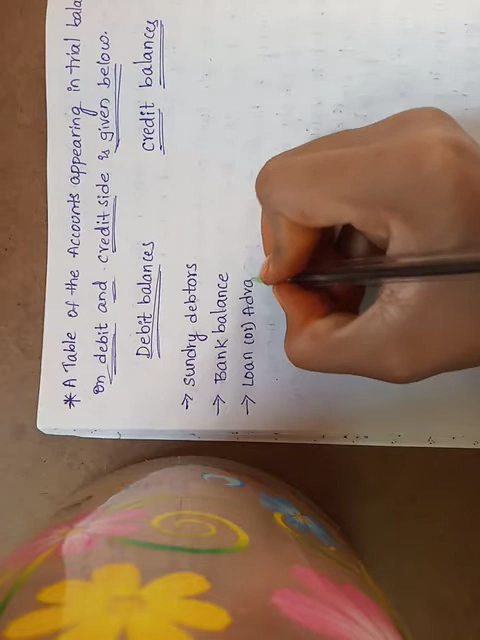 * A Table of the Accounts appearing in trial bala
on debit and credit side is given below.
Debit balances credit balances
→ sundry debtors
→ Bank balance
→ Loan (or) Adva